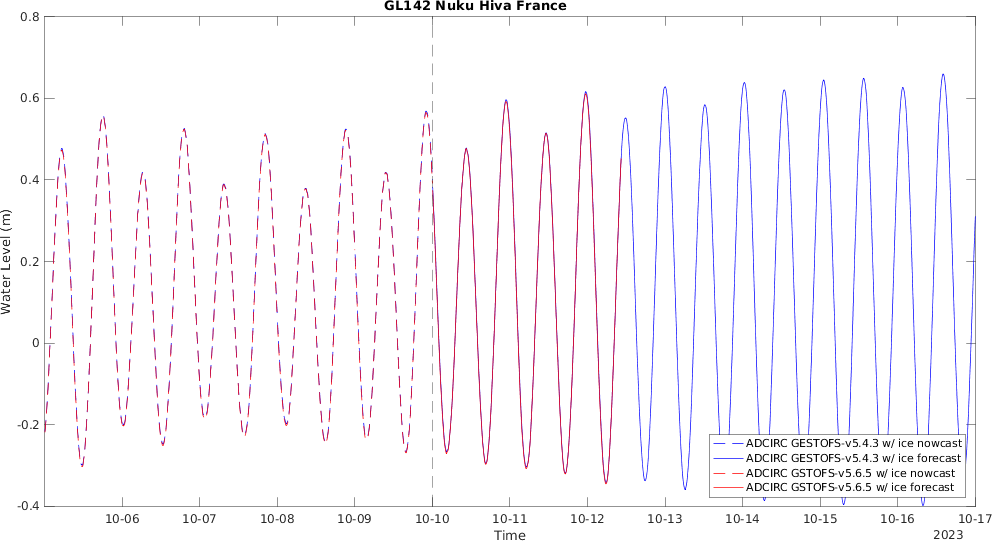 GL142 Nuku Hiva France
0.8
0.6
0.4
0.2
0
-0.2
-0.4
Water Level (m)
ADCIRC GESTOFS-v5.4.3 w/ ice nowcast
ADCIRC GESTOFS-v5.4.3 w/ ice forecast
ADCIRC GSTOFS-v5.6.5 w/ ice nowcast
ADCIRC GSTOFS-v5.6.5 w/ ice forecast
10-06 10-07 10-08 10-09 10-10 10-11 10-12 10-13 10-14 10-15 10-16 10-17
Time
2023